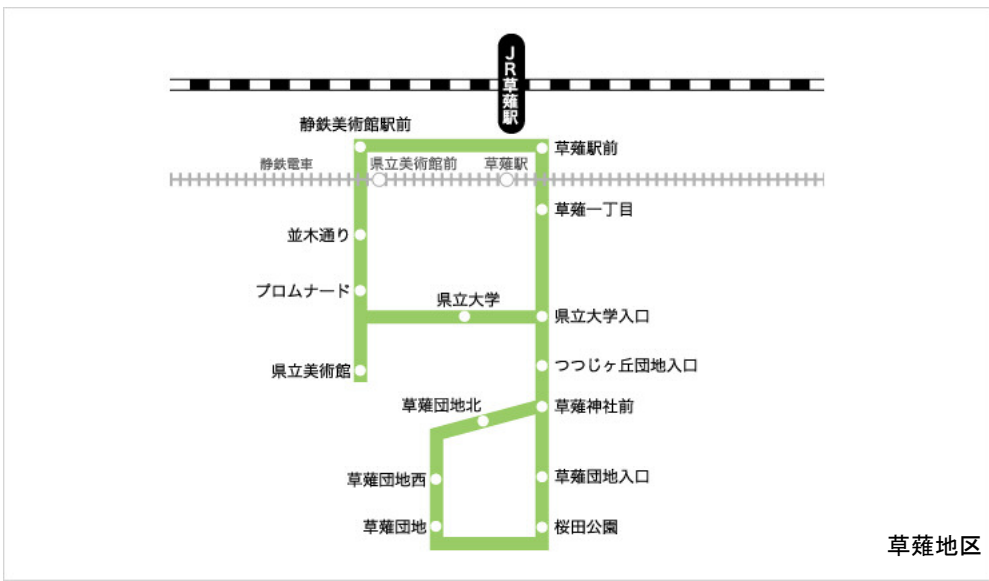 JR草薙駅
静鉄美術館駅前
草薙駅前
静鉄電車
県立美術館前
草薙駅
草薙一丁目
並木通り
プロムナード
県立大学
県立大学入口
つつじヶ丘団地入口
県立美術館
草薙団地北
草薙神社前
草薙団地西
草薙団地入口
草薙団地
桜田公園
草薙地区